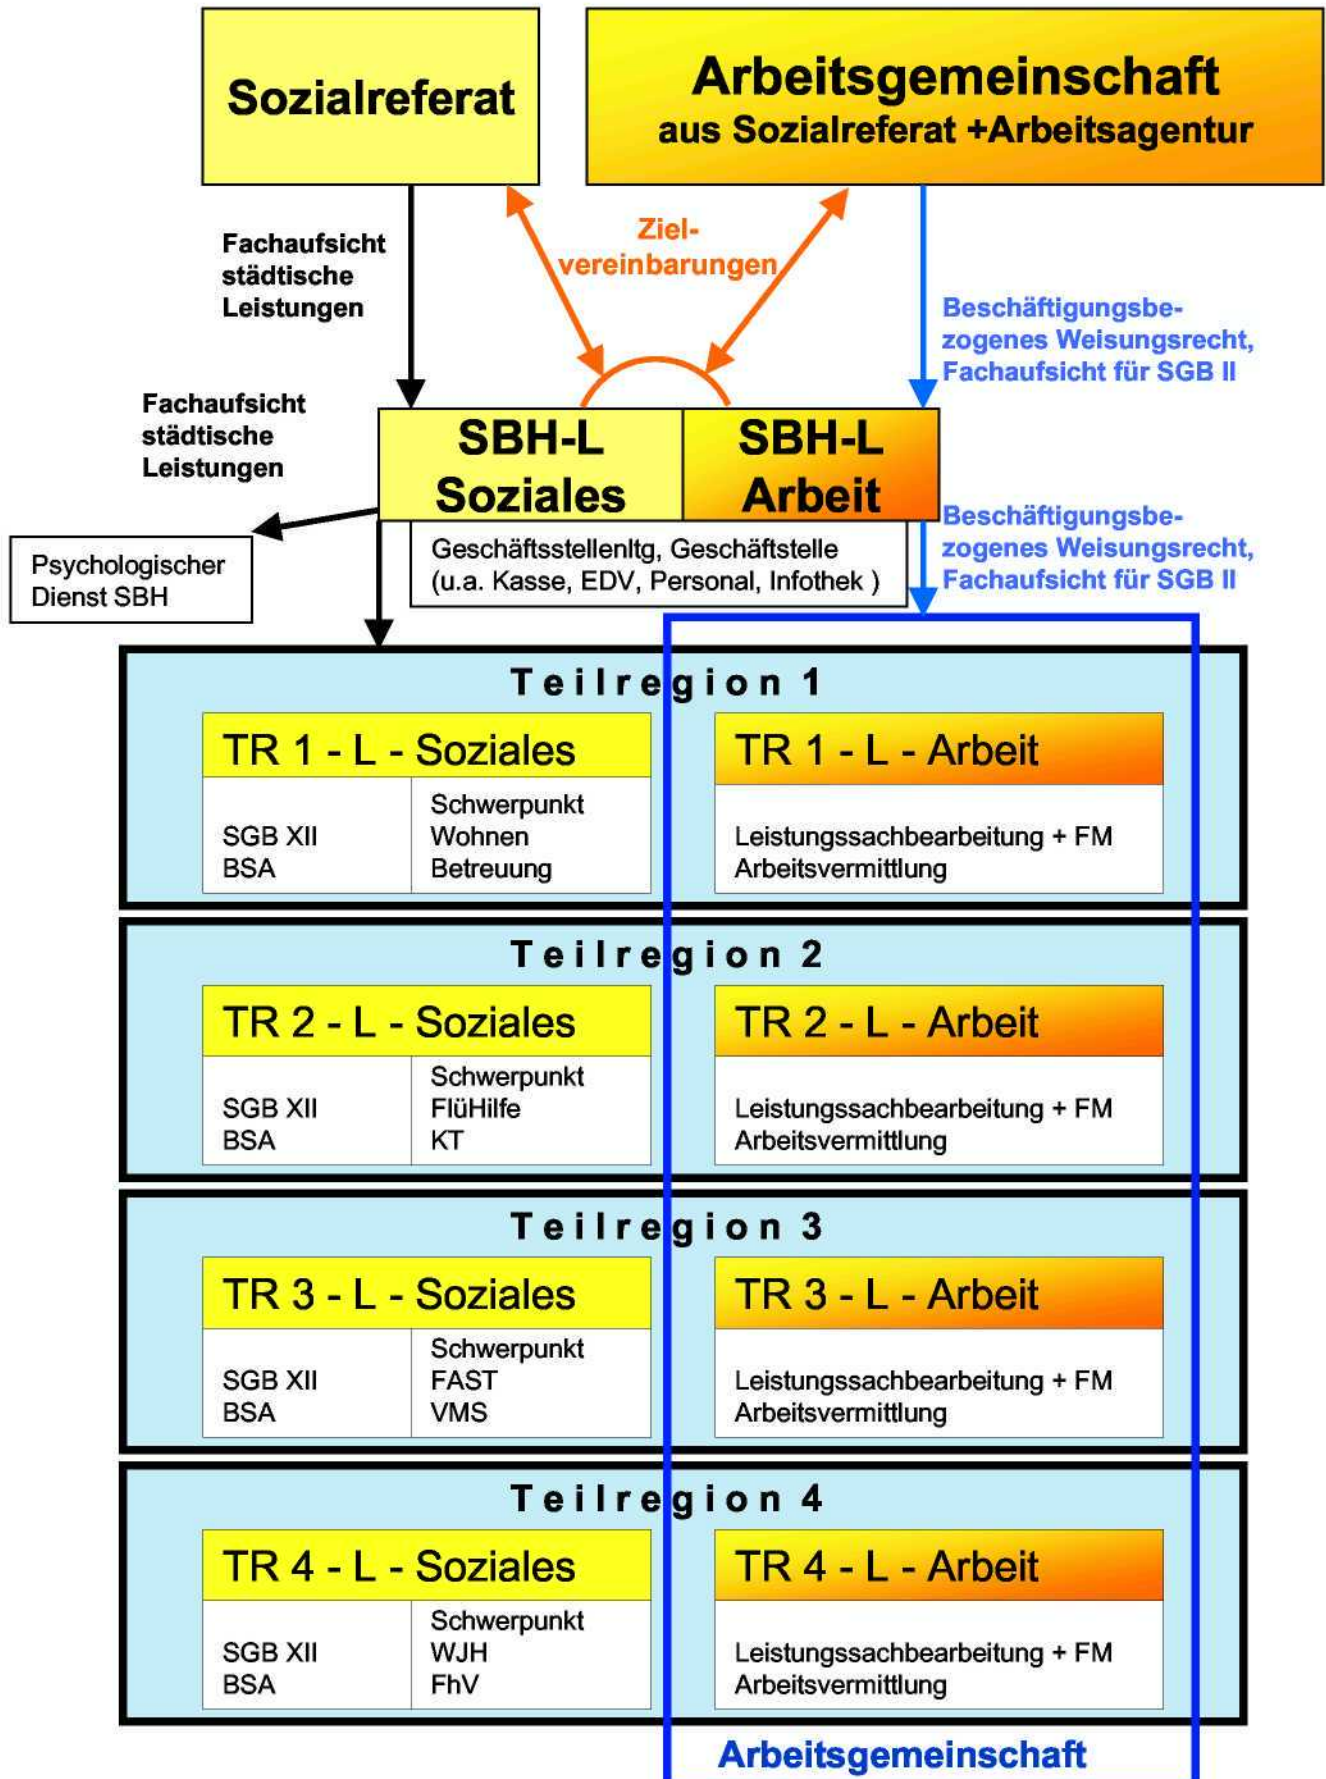 Sozialreferat
Arbeitsgemeinschaft
aus Sozialreferat +Arbeitsagentur
Fachaufsicht
städtische
Leistungen
Ziel-
vereinbarungen
Beschäftigungsbe-
zogenes Weisungsrecht,
Fachaufsicht für SGB II
Fachaufsicht
städtische
Leistungen
SBH-L
Soziales
SBH-L
Arbeit
Psychologischer
Dienst SBH
Geschäftsstellenltg, Geschäftstelle
(u.a. Kasse, EDV, Personal, Infothek )
Beschäftigungsbe-
zogenes Weisungsrecht,
Fachaufsicht für SGB II
Teilregion 1
TR 1 - L - Soziales
SGB XII
BSA
Schwerpunkt
Wohnen
Betreuung
TR 1 - L - Arbeit
Leistungssachbearbeitung + FM
Arbeitsvermittlung
Teilregion 2
TR 2 - L - Soziales
SGB XII
BSA
Schwerpunkt
FlüHilfe
KT
TR 2 - L - Arbeit
Leistungssachbearbeitung + FM
Arbeitsvermittlung
Teilregion 3
TR 3 - L - Soziales
SGB XII
BSA
Schwerpunkt
FAST
VMS
TR 3 - L - Arbeit
Leistungssachbearbeitung + FM
Arbeitsvermittlung
Teilregion 4
TR 4 - L - Soziales
SGB XII
BSA
Schwerpunkt
WJH
FhV
TR 4 - L - Arbeit
Leistungssachbearbeitung + FM
Arbeitsvermittlung
Arbeitsgemeinschaft